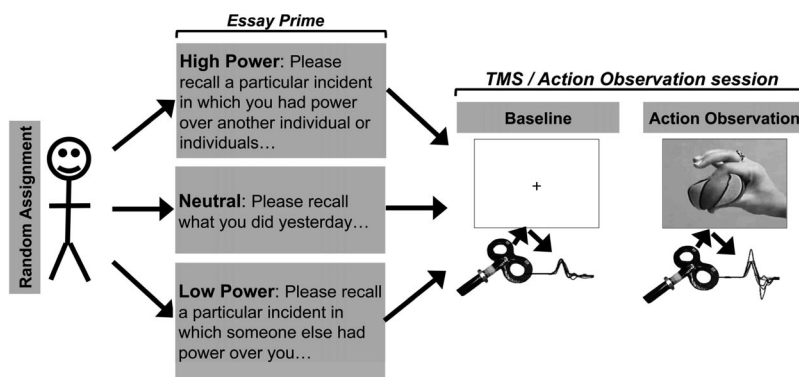 Essay Prime
High Power: Please
recall a particular incident
in which you had power
over another individual or
individuals…
TMS / Action Observation session
Baseline
Action Observation
Random Assignment
Neutral: Please recall
what you did yesterday…
Low Power: Please recall
a particular incident in
which someone else had
power over you…